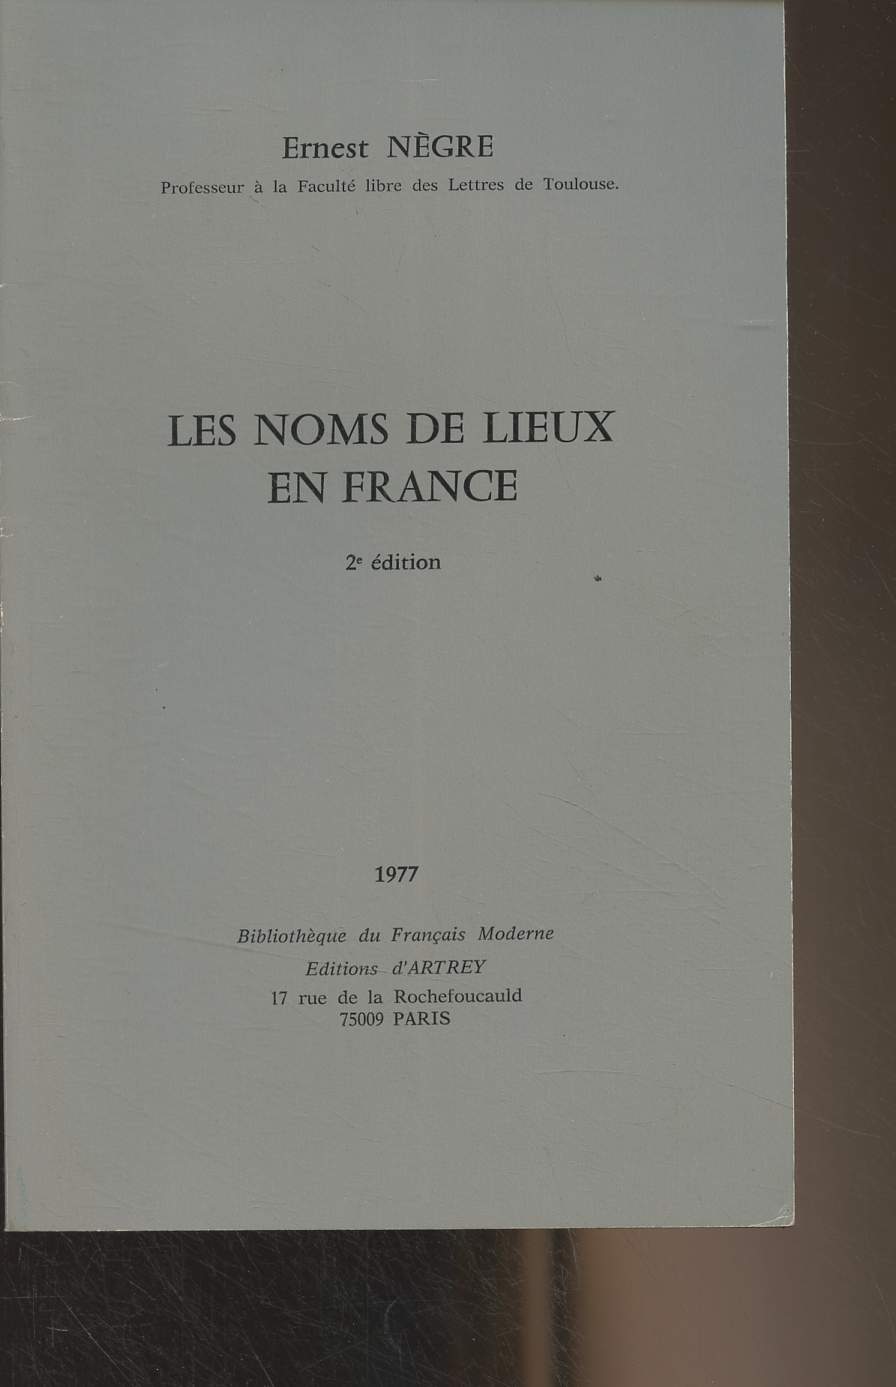 Ernest NÈGRE
Professeur à la Faculté libre des Lettres de Toulouse.
LES NOMS DE LIEUX
EN FRANCE
2e édition
1977
Bibliothèque du Français Moderne
Editions d'ARTREY
17 rue de la Rochefoucauld
75009 PARIS